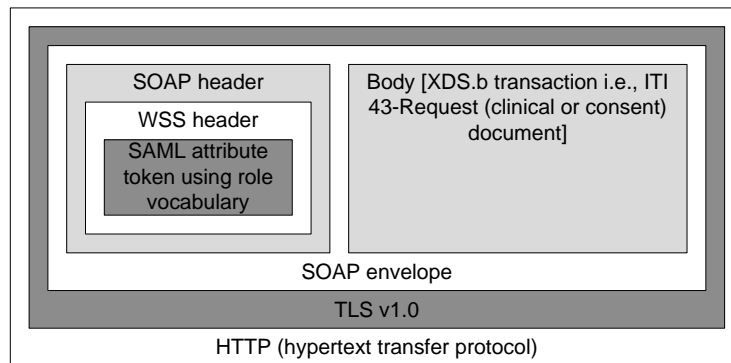 SOAP header
WSS header
SAML attribute
token using role
vocabulary
Body [XDS.b transaction i.e., ITI
43-Request (clinical or consent)
document]
SOAP envelope
TLS v1.0
HTTP (hypertext transfer protocol)